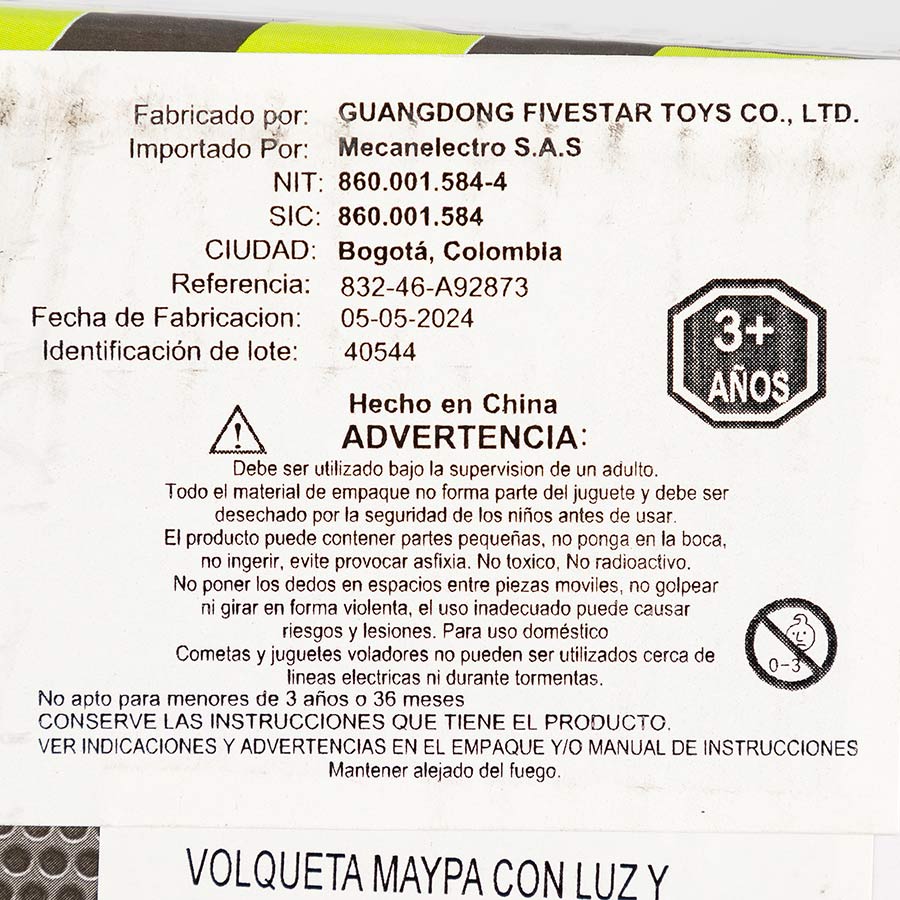 Fabricado por: GUANGDONG FIVESTAR TOYS CO., LTD.
Importado Por: Mecanelectro S.A.S
NIT: 860.001.584-4
SIC: 860.001.584
CIUDAD: Bogotá, Colombia
Referencia: 832-46-A92873
Fecha de Fabricacion: 05-05-2024
Identificación de lote: 40544
3+
AÑOS
Hecho en China
ADVERTENCIA:
Debe ser utilizado bajo la supervision de un adulto.
Todo el material de empaque no forma parte del juguete y debe ser
desechado por la seguridad de los niños antes de usar.
El producto puede contener partes pequeñas, no ponga en la boca,
no ingerir, evite provocar asfixia. No toxico, No radioactivo.
No poner los dedos en espacios entre piezas moviles, no golpear
ni girar en forma violenta, el uso inadecuado puede causar
riesgos y lesiones. Para uso doméstico
Cometas y juguetes voladores no pueden ser utilizados cerca de
lineas electricas ni durante tormentas.
0-3
No apto para menores de 3 años o 36 meses
CONSERVE LAS INSTRUCCIONES QUE TIENE EL PRODUCTO.
VER INDICACIONES Y ADVERTENCIAS EN EL EMPAQUE Y/O MANUAL DE INSTRUCCIONES
Mantener alejado del fuego.
VOLQUETA MAYPA CON LUZ Y